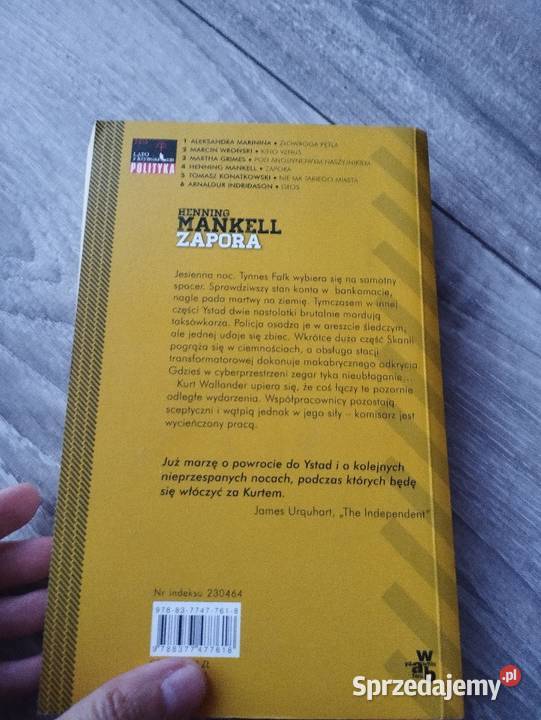 LATO
z kryminałem
POLITYKA
1 ALEKSANDRA MARININA • ZŁOWROGA PĘTLA
2 MARCIN WROŃSKI • KINO VENUS
3 MARTHA GRIMES • POD ANODYNOWYM NASZYJNIKIEM
4 HENNING MANKELL • ZAPORA
5 TOMASZ KONATKOWSKI • NIE MA TAKIEGO MIASTA
6 ARNALDUR INDRIDASON • GŁOS
HENNING
MANKELL
ZAPORA
Jesienna noc. Tynnes Falk wybiera się na samotny
spacer. Sprawdziwszy stan konta w bankomacie,
nagle pada martwy na ziemię. Tymczasem w innej
części Ystad dwie nastolatki brutalnie mordują
taksówkarza. Policja osadza je w areszcie śledczym,
ale jednej udaje się zbiec. Wkrótce duża część Skanii
pogrąża się w ciemnościach, a obsługa stacji
transformatorowej dokonuje makabrycznego odkrycia
Gdzieś w cyberprzestrzeni zegar tyka nieubłaganie...
Kurt Wallander upiera się, że coś łączy te pozornie
odległe wydarzenia. Współpracownicy pozostają
sceptyczni i wątpią jednak w jego siły – komisarz jest
wycieńczony pracą.
Już marzę o powrocie do Ystad i o kolejnych
nieprzespanych nocach, podczas których będę
się włóczyć za Kurtem.
James Urquhart, „The Independent"
Nr indeksu 230464
978-83-7747-761-8
9788377477618
ZŁ
w
a
b
Sprzedajemy.pl